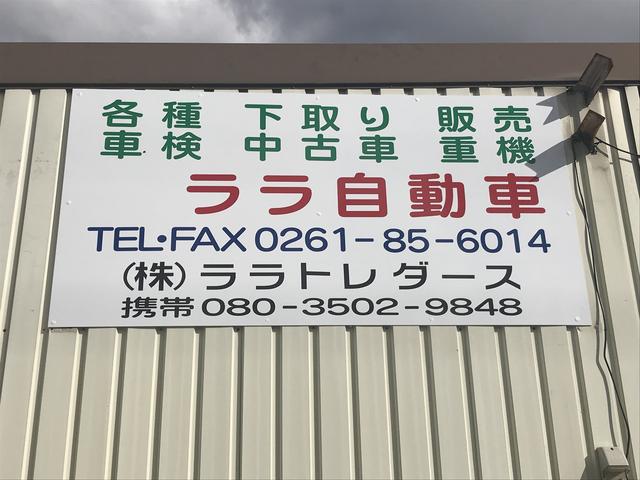 各種 下取り 販売
車検 中古車 重機
ララ自動車
TEL・FAX 0261-85-6014
(株)ララトレダース
携帯 080-3502-9848